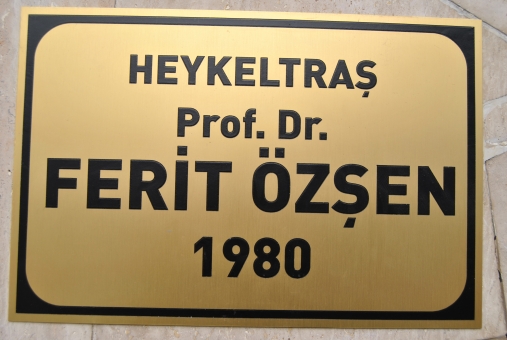 HEYKELTRAŞ
Prof. Dr.
FERİT ÖZŞEN
1980